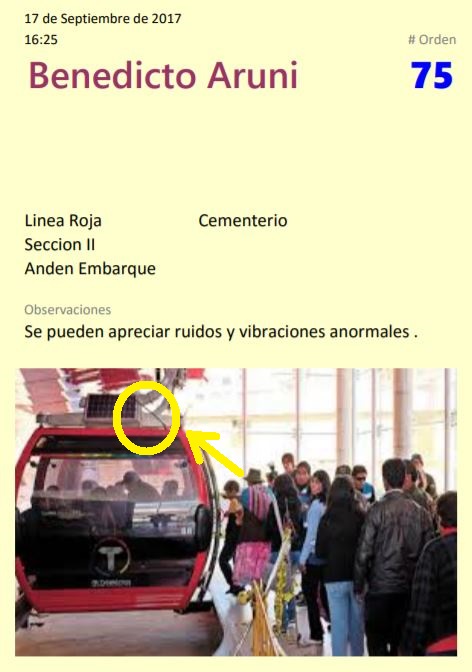 17 de Septiembre de 2017
16:25
# Orden
Benedicto Aruni
75
Linea Roja
Cementerio
Seccion II
Anden Embarque
Observaciones
Se pueden apreciar ruidos y vibraciones anormales .